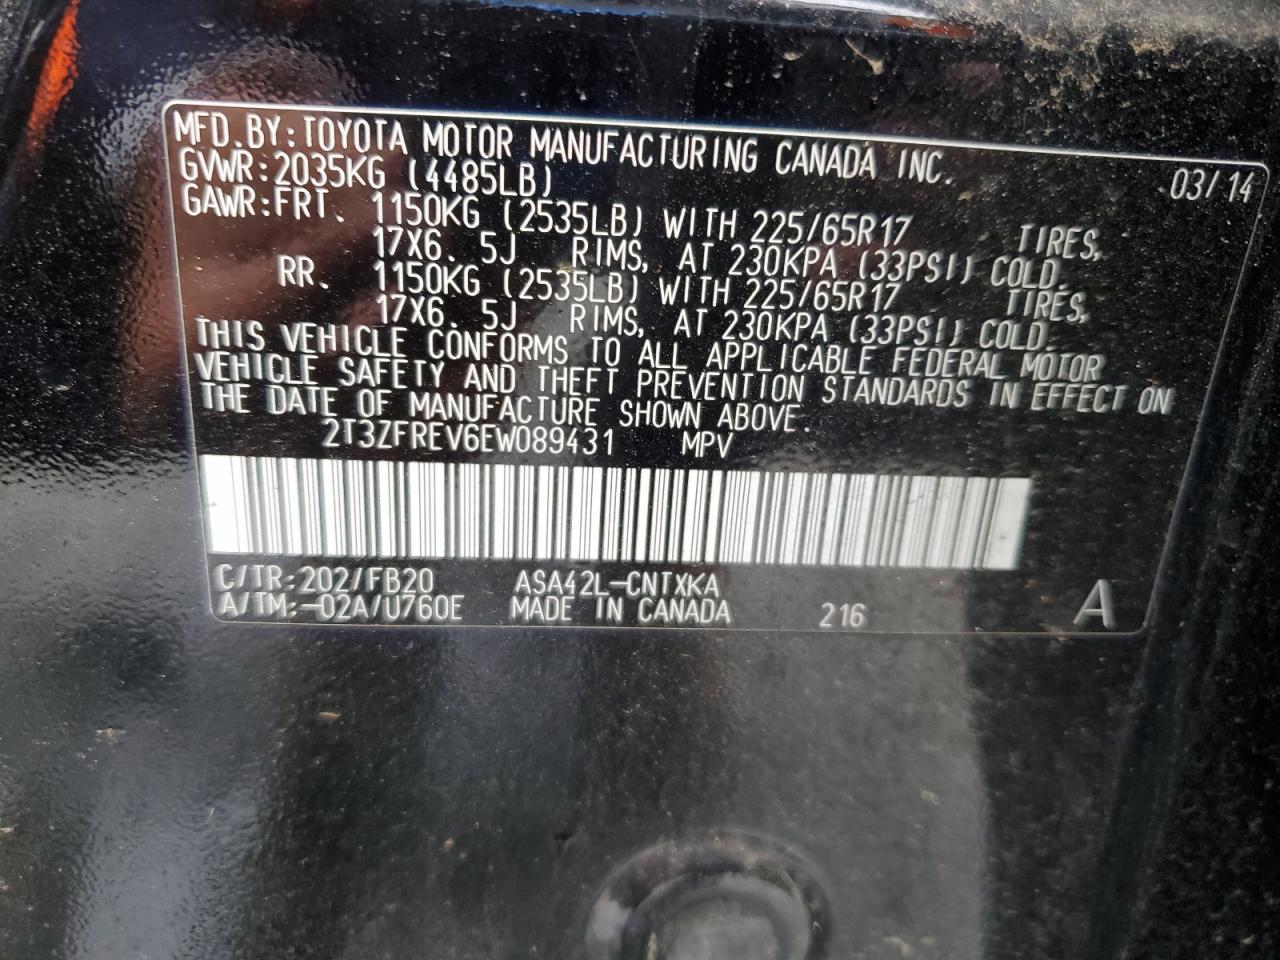 MFD.BY:TOYOTA MOTOR MANUFACTURING CANADA INC. 03/14
GVWR:2035KG (4485LB)
GAWR:FRT. 1150KG (2535LB) WITH 225/65R17 TIRES,
17X6. 5J RIMS, AT 230KPA (33PSI) COLD.
RR. 1150KG (2535LB) WITH 225/65R17 TIRES,
17X6. 5J RIMS, AT 230KPA (33PSI) COLD.
THIS VEHICLE CONFORMS TO ALL APPLICABLE FEDERAL MOTOR
VEHICLE SAFETY AND THEFT PREVENTION STANDARDS IN EFFECT ON
THE DATE OF MANUFACTURE SHOWN ABOVE.
2T3ZFREV6EW089431 MPV
C/TR:202/FB20 ASA42L-CNTXKA
A/TM:-02A/U760E MADE IN CANADA 216 A